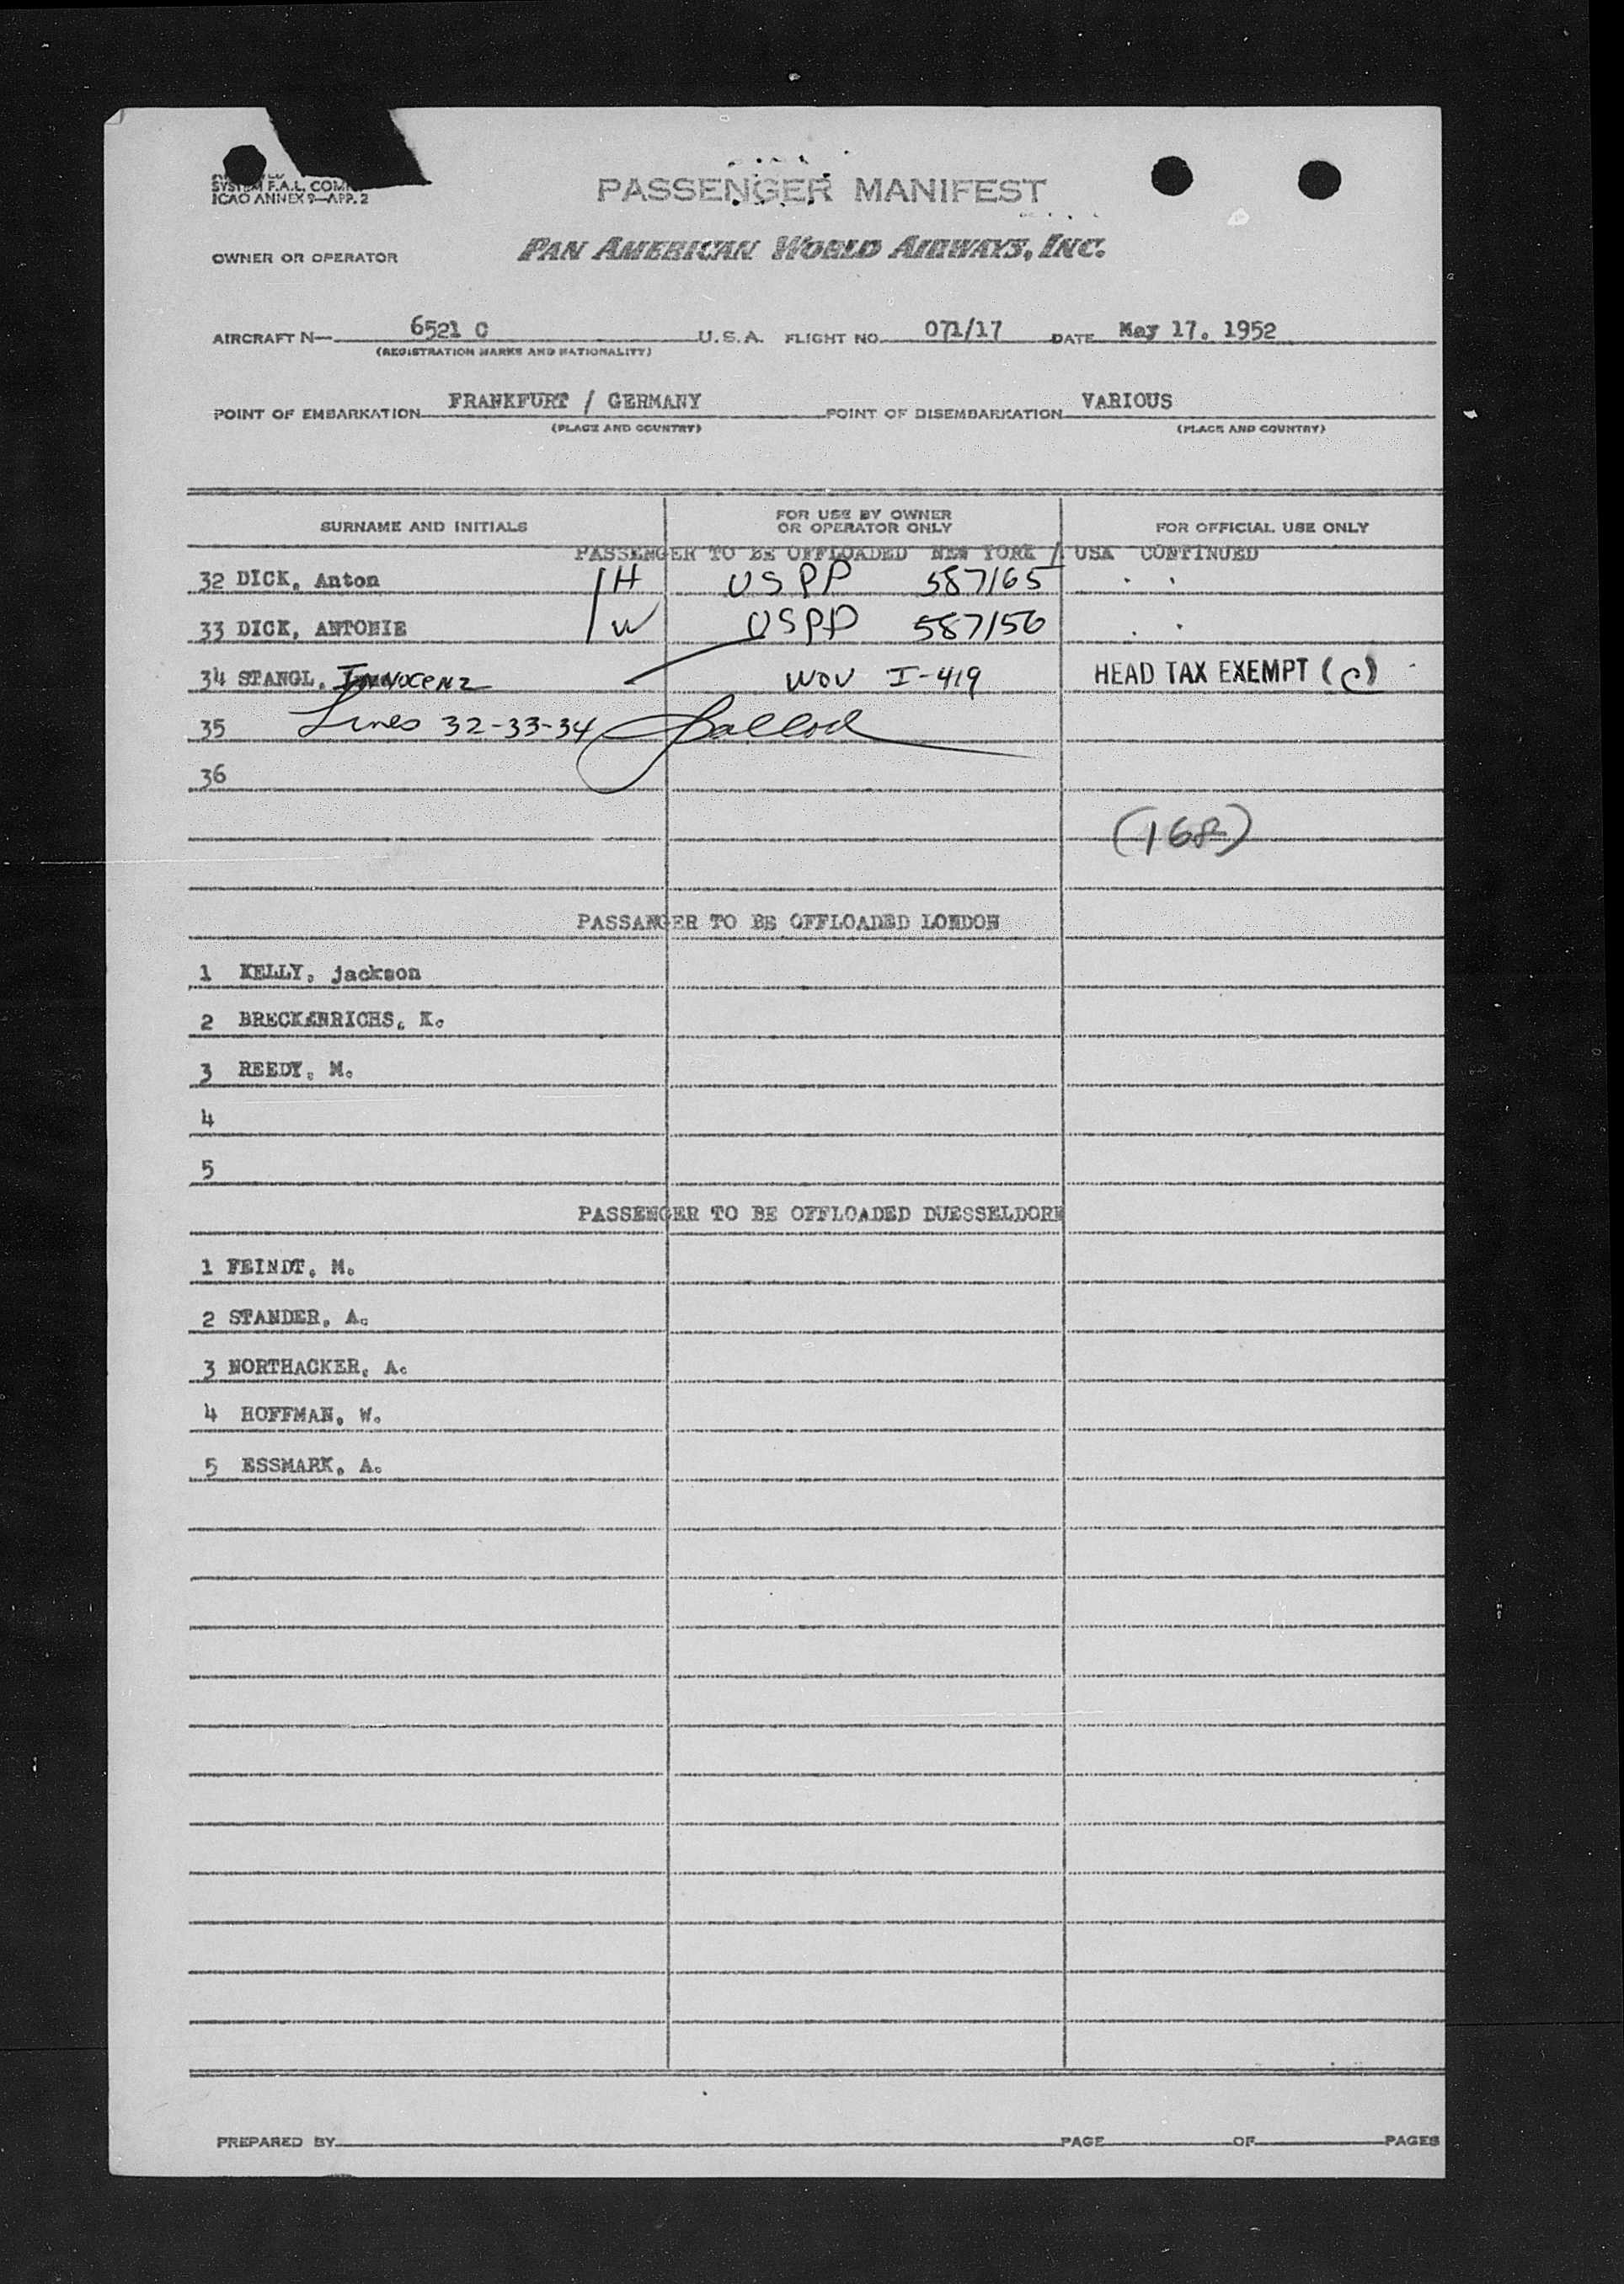 SYSTEM F.A.L. COM
ICAO ANNEX 9—APP. 2
PASSENGER MANIFEST
OWNER OR OPERATOR PAN AMERICAN WORLD AIRWAYS, INC.
AIRCRAFT N— 6521 C U.S.A. FLIGHT NO. 071/17 DATE May 17. 1952
(REGISTRATION MARKS AND NATIONALITY)
POINT OF EMBARKATION FRANKFURT / GERMANY POINT OF DISEMBARKATION VARIOUS
(PLACE AND COUNTRY) (PLACE AND COUNTRY)
SURNAME AND INITIALS FOR USE BY OWNER OR OPERATOR ONLY FOR OFFICIAL USE ONLY
PASSENGER TO BE OFFLOADED NEW YORK / USA CONTINUED
32 DICK, Anton H USPP 587165
33 DICK, ANTONIE W USPP 587156
34 STANGL, INNOCENZ WOV I-419 HEAD TAX EXEMPT (C)
35 Lines 32-33-34
36
(168)
PASSANGER TO BE OFFLOADED LONDON
1 KELLY, jackson
2 BRECKENRICHS, K.
3 REEDY, M.
4
5
PASSENGER TO BE OFFLOADED DUESSELDORF
1 FEINDT, M.
2 STANDER, A.
3 NORTHACKER, A.
4 HOFFMAN, W.
5 ESSMARK, A.
PREPARED BY PAGE OF PAGES